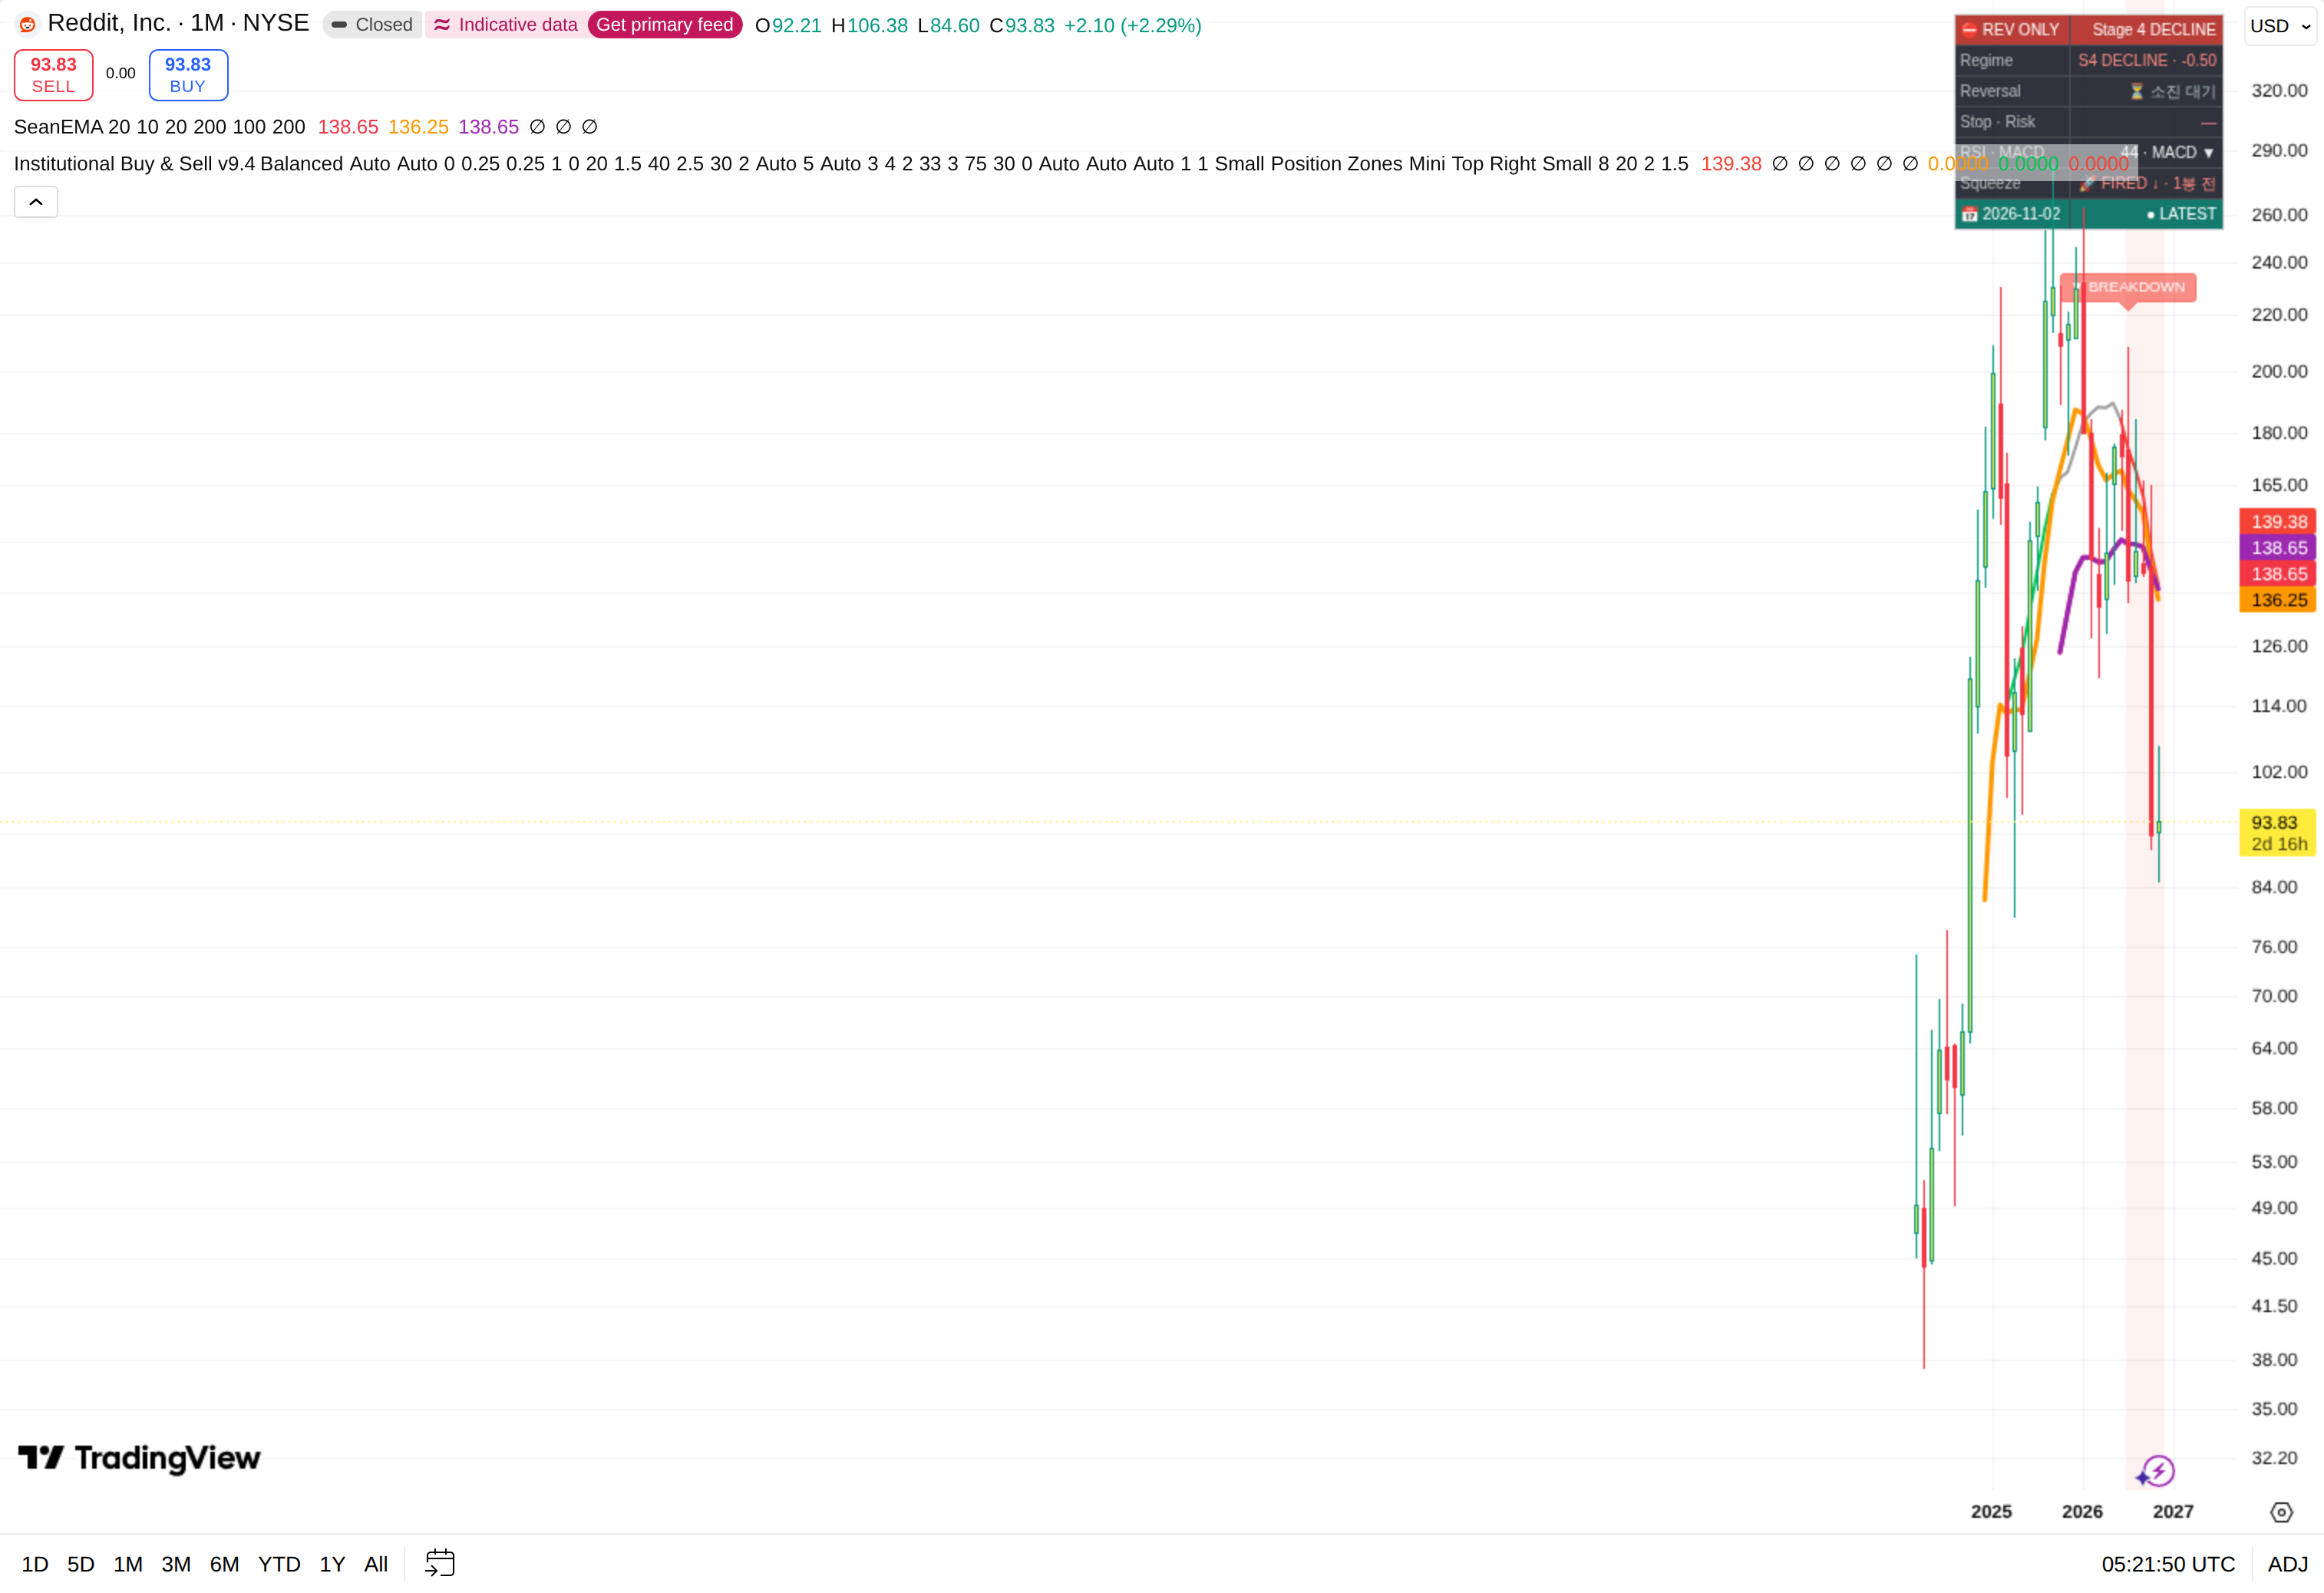 Reddit, Inc. · 1M · NYSE Closed Indicative data Get primary feed O92.21 H106.38 L84.60 C93.83 +2.10 (+2.29%)
93.83
SELL
0.00
93.83
BUY
SeanEMA 20 10 20 200 100 200 138.65 136.25 138.65 ∅ ∅ ∅
Institutional Buy & Sell v9.4 Balanced Auto Auto 0 0.25 0.25 1 0 20 1.5 40 2.5 30 2 Auto 5 Auto 3 4 2 33 3 75 30 0 Auto Auto Auto 1 1 Small Position Zones Mini Top Right Small 8 20 2 1.5 139.38 ∅ ∅ ∅ ∅ ∅ ∅ 0.0000 0.0000 0.0000
⛔ REV ONLY Stage 4 DECLINE
Regime S4 DECLINE · -0.50
Reversal ⏳ 소진 대기
Stop · Risk —
RSI · MACD 44 · MACD ▼
Squeeze 🚀 FIRED ↓ · 1봉 전
📅 2026-11-02 ● LATEST
BREAKDOWN
USD
320.00
290.00
260.00
240.00
220.00
200.00
180.00
165.00
139.38
138.65
138.65
136.25
126.00
114.00
102.00
93.83
2d 16h
84.00
76.00
70.00
64.00
58.00
53.00
49.00
45.00
41.50
38.00
35.00
32.20
TradingView
2025 2026 2027
1D 5D 1M 3M 6M YTD 1Y All
05:21:50 UTC ADJ